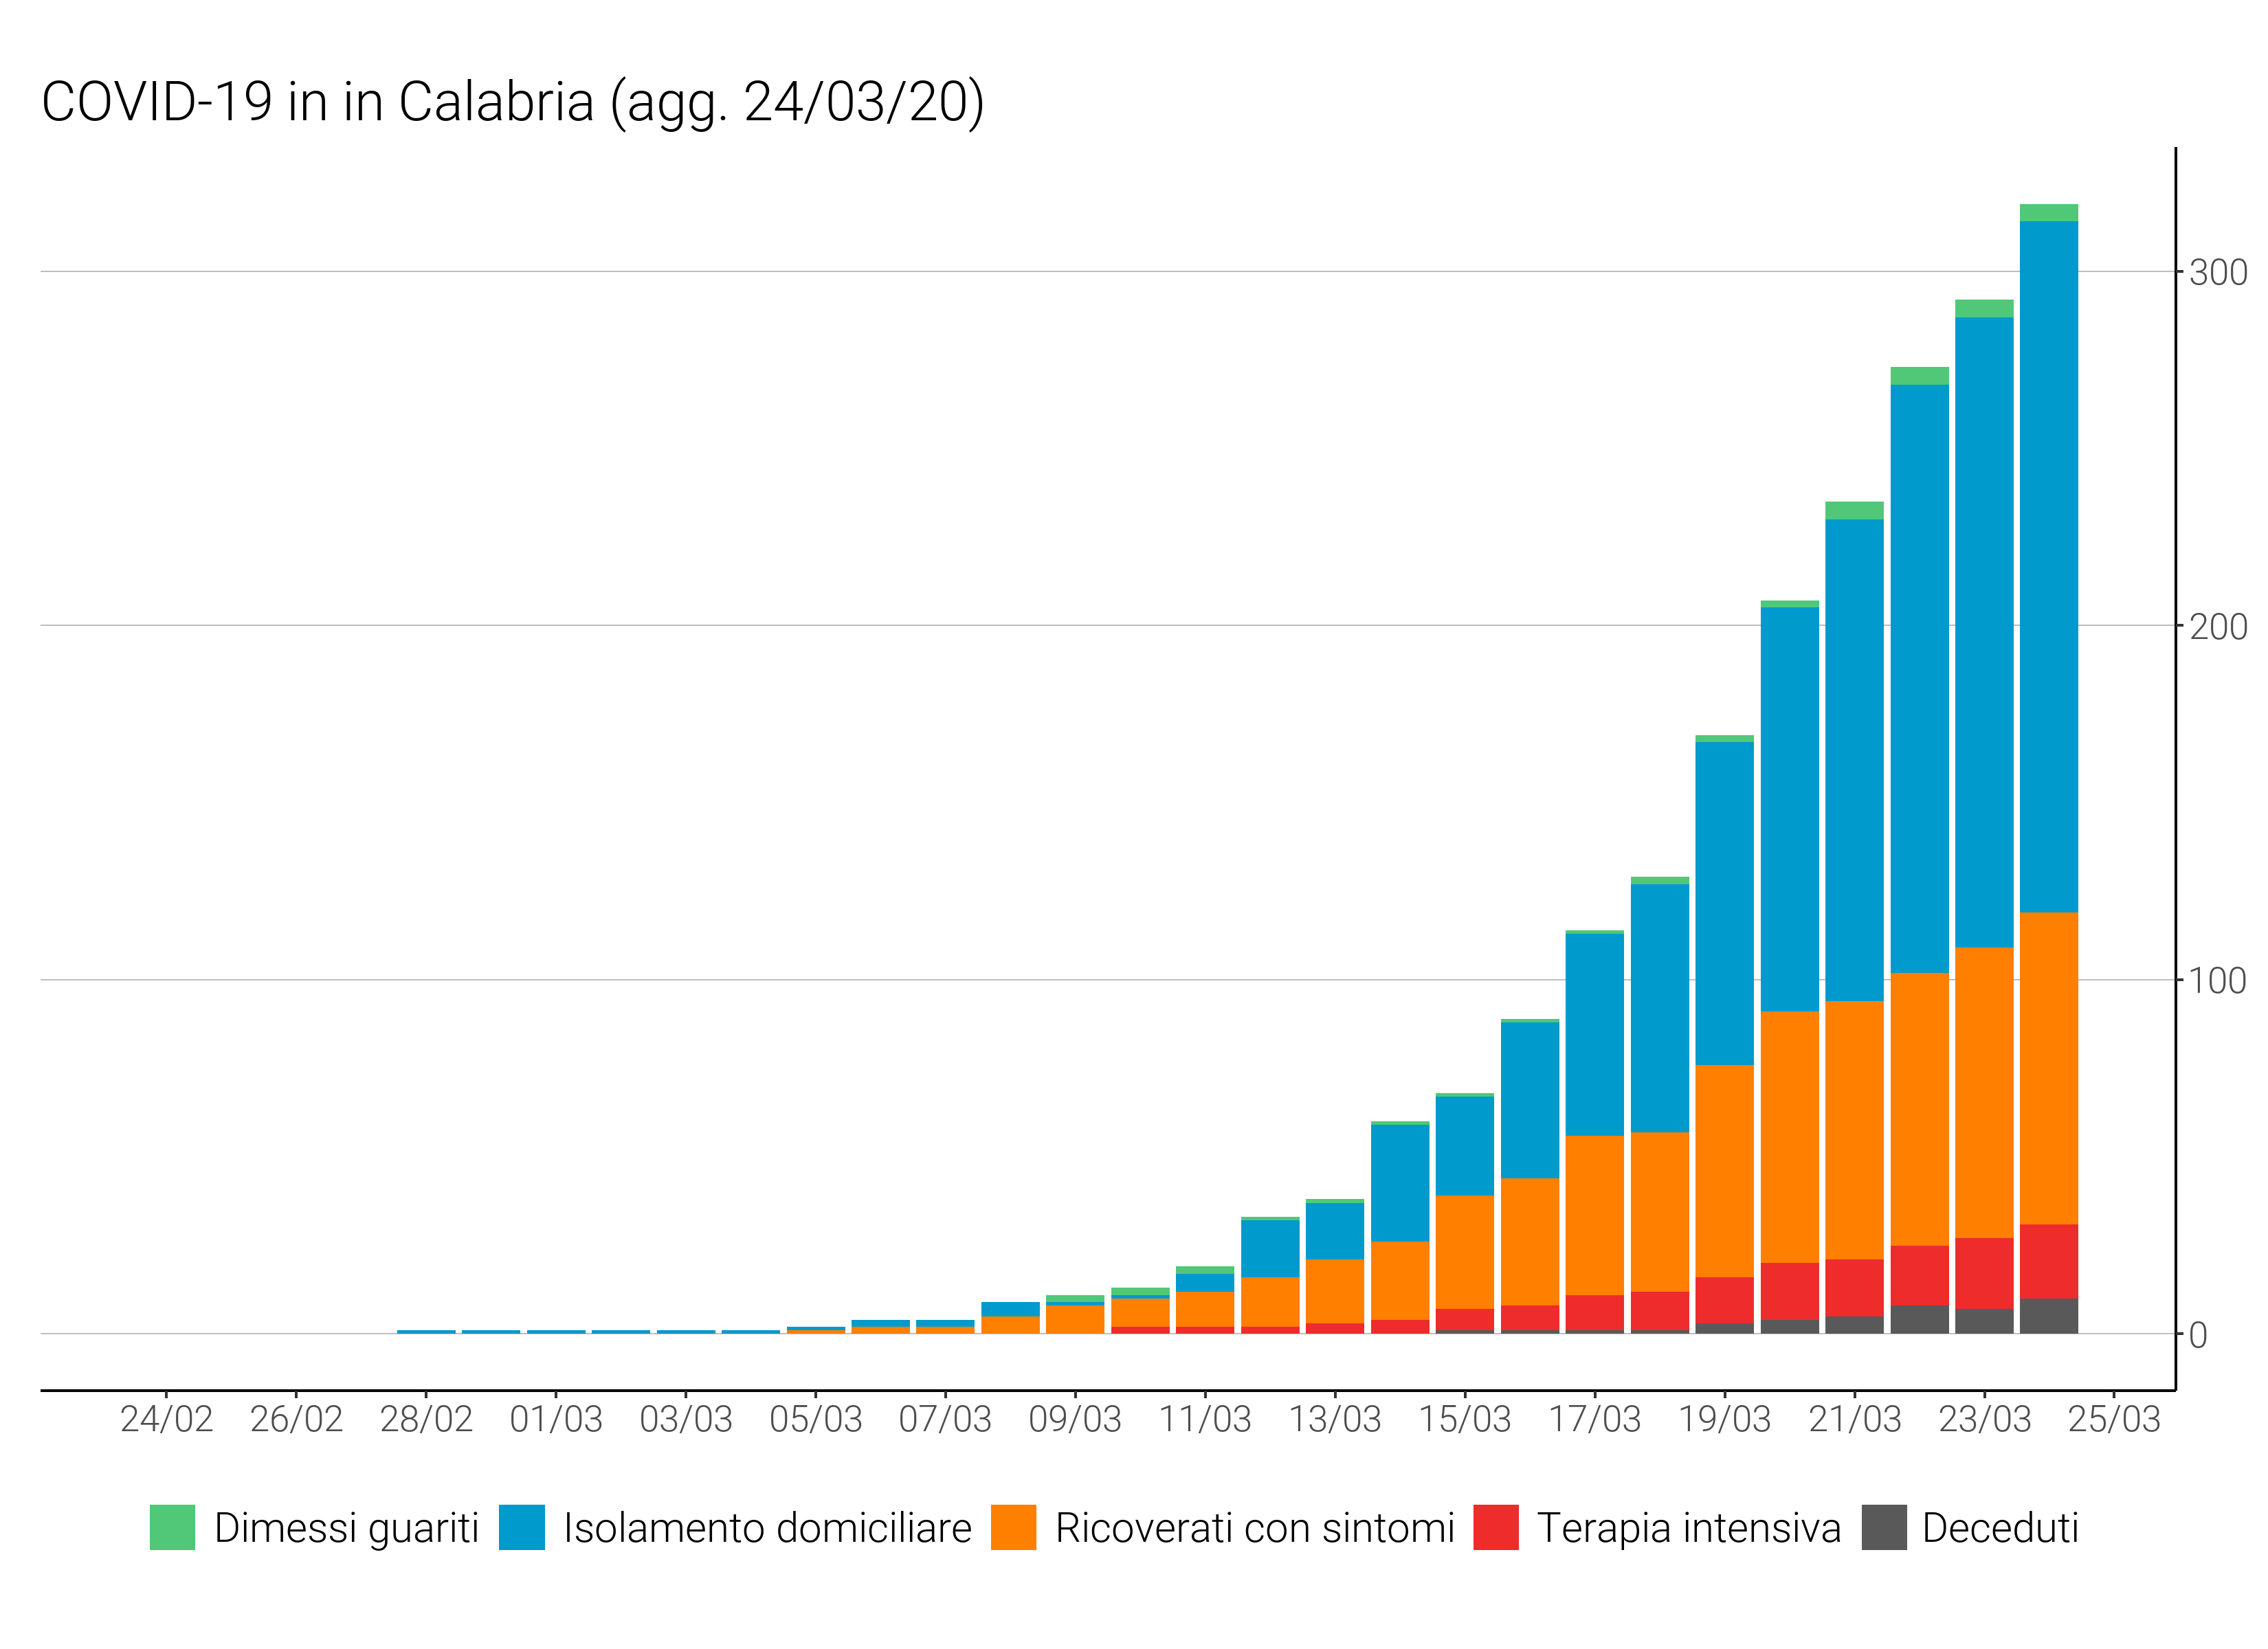 COVID-19 in in Calabria (agg. 24/03/20)
300
200
100
0
24/02 26/02 28/02 01/03 03/03 05/03 07/03 09/03 11/03 13/03 15/03 17/03 19/03 21/03 23/03 25/03
Dimessi guariti Isolamento domiciliare Ricoverati con sintomi Terapia intensiva Deceduti